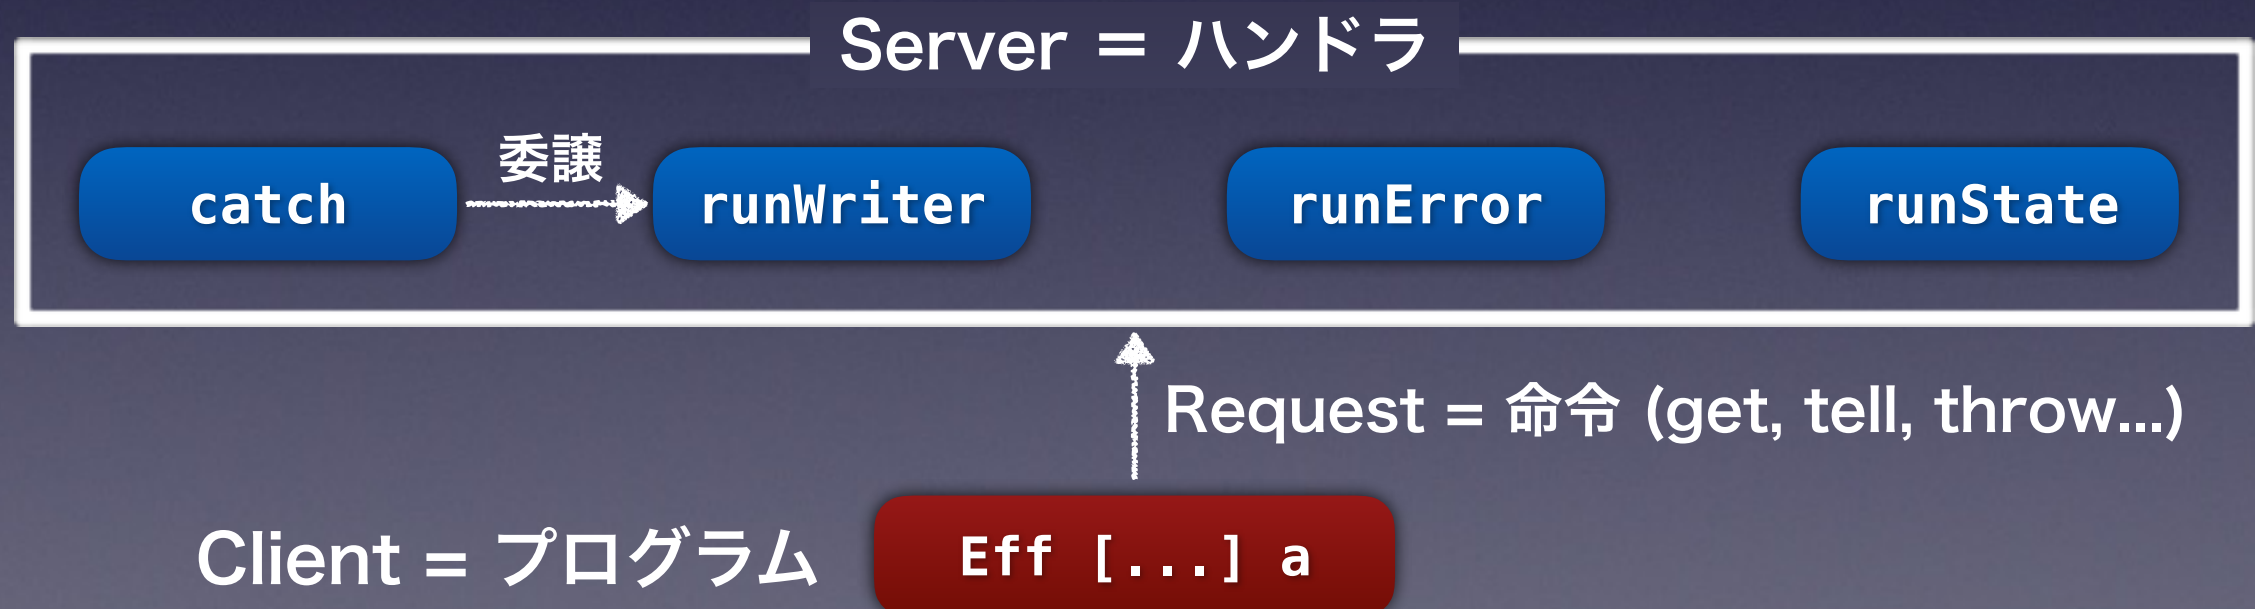 Server = ハンドラ
委譲
catch
runWriter
runError
runState
Request = 命令 (get, tell, throw...)
Client = プログラム
Eff [...] a